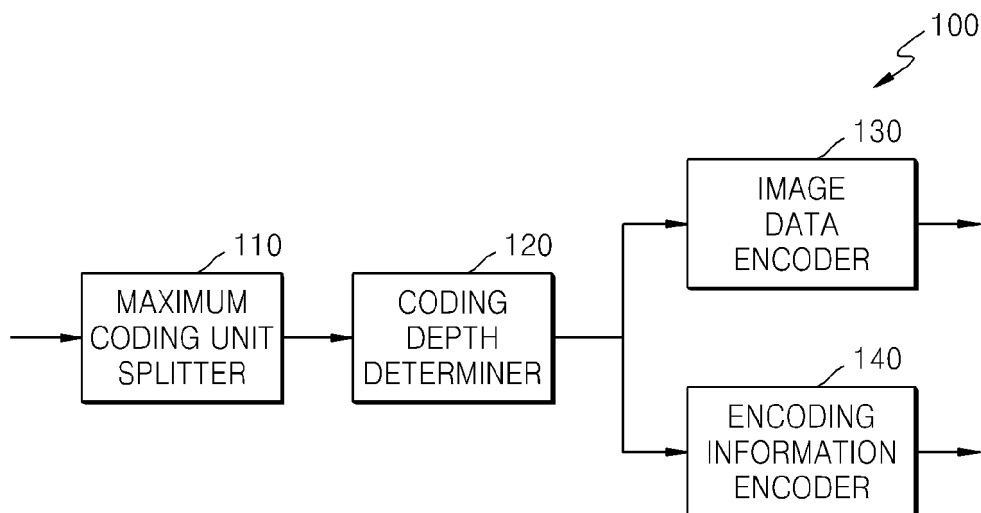 100
110
MAXIMUM
CODING UNIT
SPLITTER
120
CODING
DEPTH
DETERMINER
130
IMAGE
DATA
ENCODER
140
ENCODING
INFORMATION
ENCODER